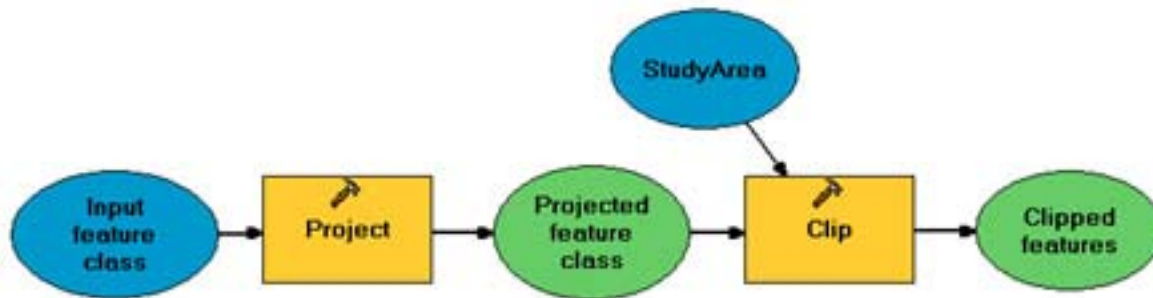 StudyArea
Input
feature
class
Project
Projected
feature
class
Clip
Clipped
features